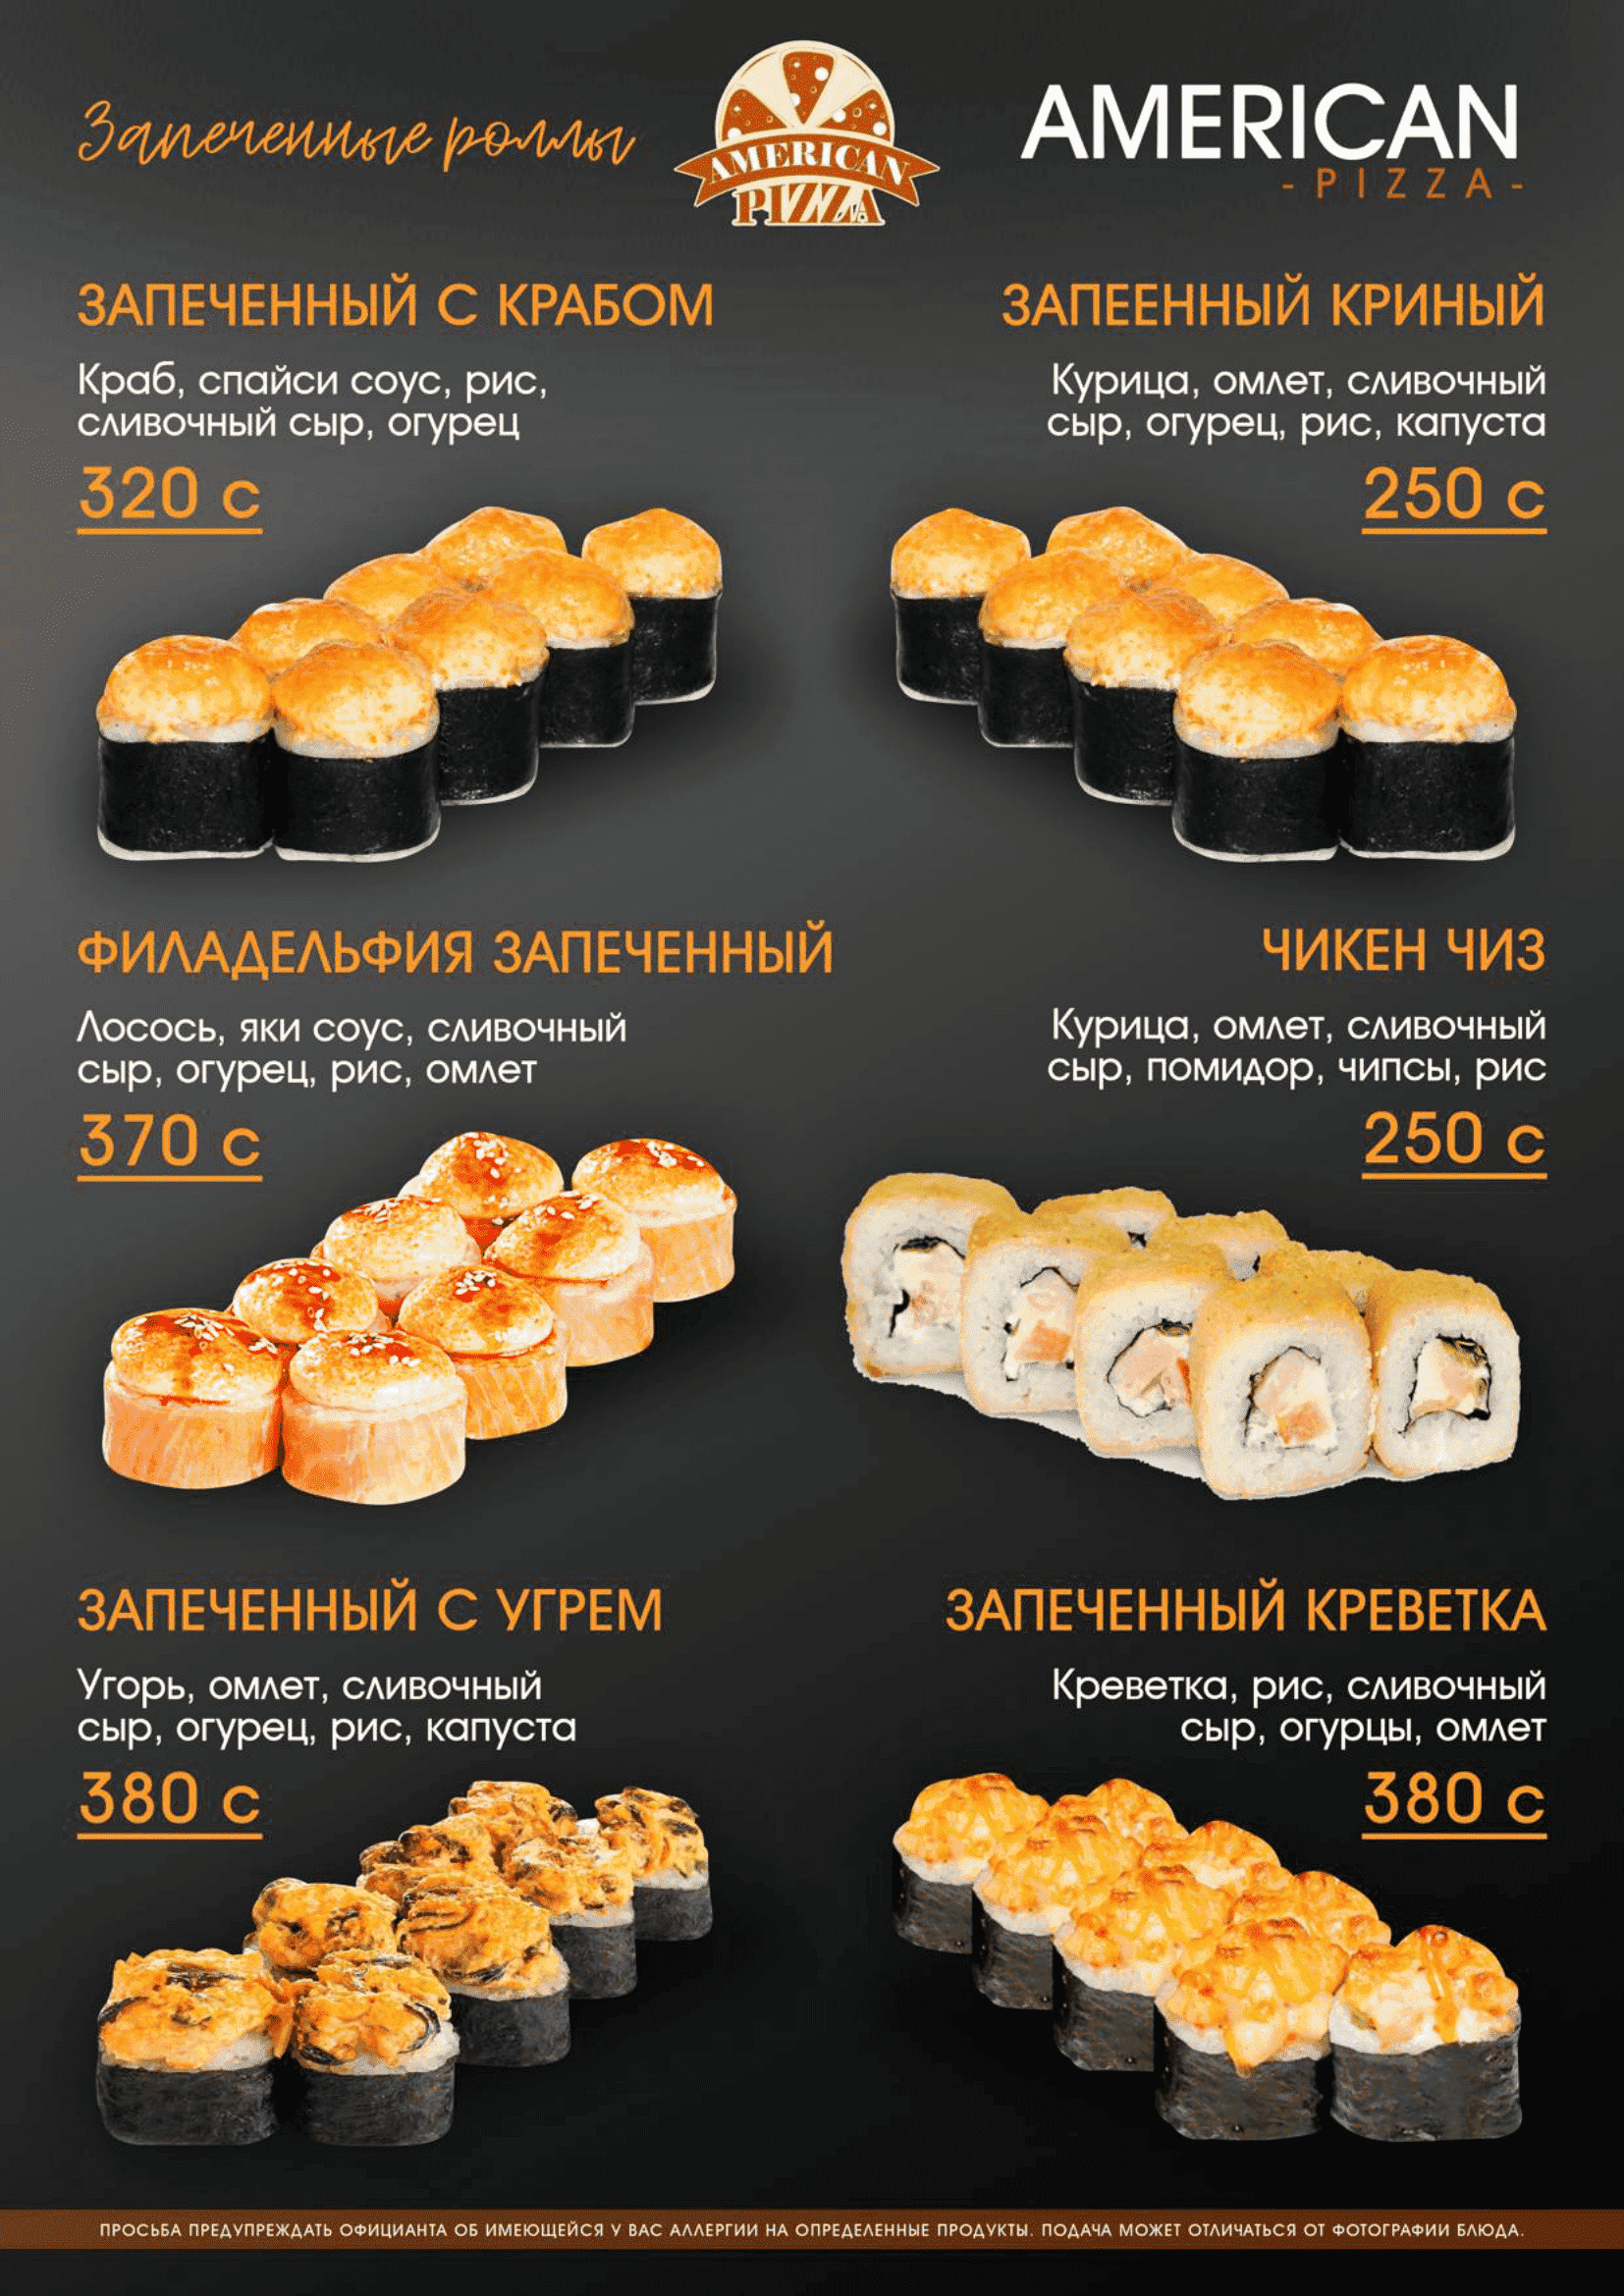 Запеченные роллы
AMERICAN
PIZZA
AMERICAN
- PIZZA -
ЗАПЕЧЕННЫЙ С КРАБОМ
Краб, спайси соус, рис,
сливочный сыр, огурец
320 с
ЗАПЕЕННЫЙ КРИНЫЙ
Курица, омлет, сливочный
сыр, огурец, рис, капуста
250 с
ФИЛАДЕЛЬФИЯ ЗАПЕЧЕННЫЙ
Лосось, яки соус, сливочный
сыр, огурец, рис, омлет
370 с
ЧИКЕН ЧИЗ
Курица, омлет, сливочный
сыр, помидор, чипсы, рис
250 с
ЗАПЕЧЕННЫЙ С УГРЕМ
Угорь, омлет, сливочный
сыр, огурец, рис, капуста
380 с
ЗАПЕЧЕННЫЙ КРЕВЕТКА
Креветка, рис, сливочный
сыр, огурцы, омлет
380 с
ПРОСЬБА ПРЕДУПРЕЖДАТЬ ОФИЦИАНТА ОБ ИМЕЮЩЕЙСЯ У ВАС АЛЛЕРГИИ НА ОПРЕДЕЛЕННЫЕ ПРОДУКТЫ. ПОДАЧА МОЖЕТ ОТЛИЧАТЬСЯ ОТ ФОТОГРАФИИ БЛЮДА.